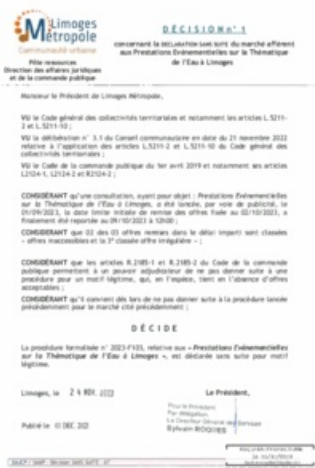 Limoges
Métropole
Communauté urbaine
Pôle ressources
Direction des affaires juridiques
et de la commande publique
DÉCISION n° 1
concernant la DECLARATION SANS SUITE du marché afférent
aux Prestations Evénementielles sur la Thématique
de l'Eau à Limoges
Monsieur le Président de Limoges Métropole,
VU le Code général des collectivités territoriales et notamment les articles L.5211-
2 et L.5211-10 ;
VU la délibération n° 3.1 du Conseil communautaire en date du 21 novembre 2022
relative à l'application des articles L.5211-2 et L.5211-10 du Code général des
collectivités territoriales ;
VU le Code de la commande publique du 1er avril 2019 et notamment ses articles
L2124-1, L2124-2 et R2124-2 ;
CONSIDÉRANT qu'une consultation, ayant pour objet : Prestations Evénementielles
sur la Thématique de l'Eau à Limoges, a été lancée, par voie de publicité, le
01/09/2023, la date limite initiale de remise des offres fixée au 02/10/2023, a
finalement été reportée au 09/10/2023 à 12h00 ;
CONSIDERANT que 02 des 03 offres remises dans le délai imparti sont classées
« offres inaccessibles et la 3° classée offre irrégulière » ;
CONSIDÉRANT que les articles R.2185-1 et R.2185-2 du Code de la commande
publique permettent à un pouvoir adjudicateur de ne pas donner suite à une
procédure pour un motif légitime, qui, en l'espèce, tient en l'absence d'offres
acceptables ;
CONSIDÉRANT qu'il convient dès lors de ne pas donner suite à la procédure lancée
précédemment pour le marché cité précédemment ;
DÉCIDE
La procédure formalisée n° 2023-F103, relative aux « Prestations Evénementielles
sur la Thématique de l'Eau à Limoges », est déclarée sans suite pour motif
légitime.
Limoges, le 24 NOV. 2023
Le Président,
Pour le Président
Par délégation,
Le Directeur Général des Services
Sylvain ROQUES
Publié le 01 DEC. 202